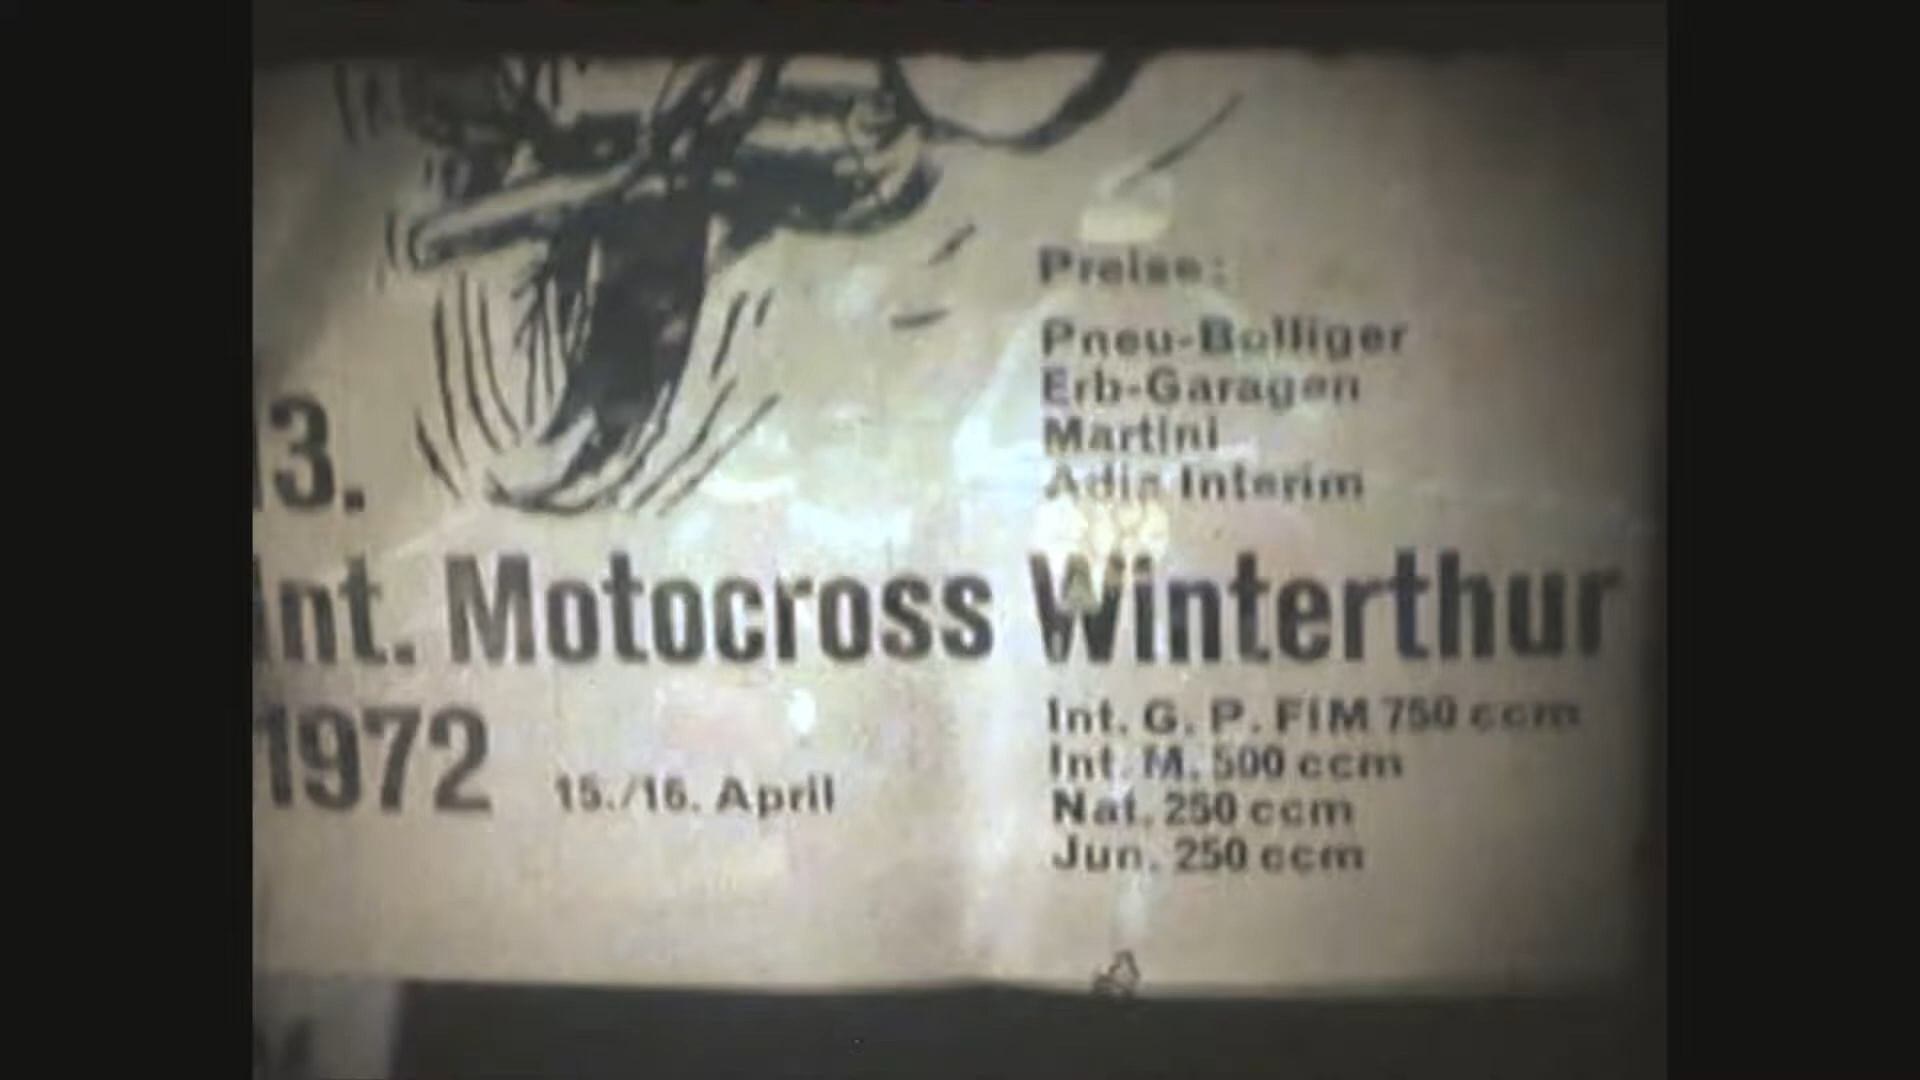 13.
Int. Motocross Winterthur
1972 15./16. April
Preise:
Pneu-Bolliger
Erb-Garagen
Martini
Adia Interim
Int. G. P. FIM 750 ccm
Int. M. 500 ccm
Nat. 250 ccm
Jun. 250 ccm